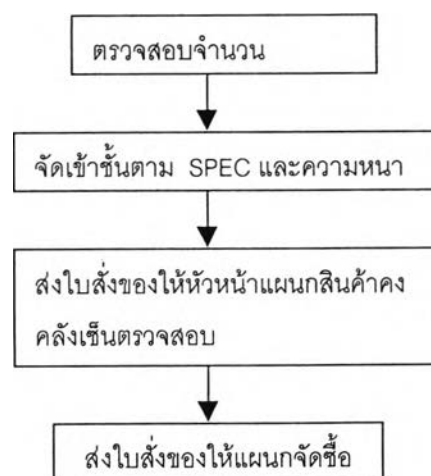 ตรวจสอบจำนวน
จัดเข้าชั้นตาม SPEC และความหนา
ส่งใบสั่งของให้หัวหน้าแผนกสินค้าคง
คลังเซ็นตรวจสอบ
ส่งใบสั่งของให้แผนกจัดซื้อ